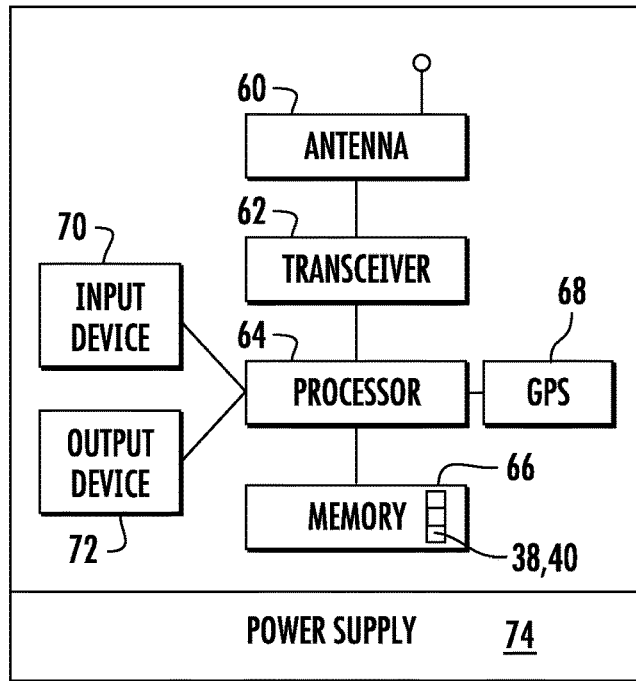 60
ANTENNA
62
TRANSCEIVER
70
INPUT
DEVICE
64
PROCESSOR
68
GPS
OUTPUT
DEVICE
72
66
MEMORY
38,40
POWER SUPPLY 74